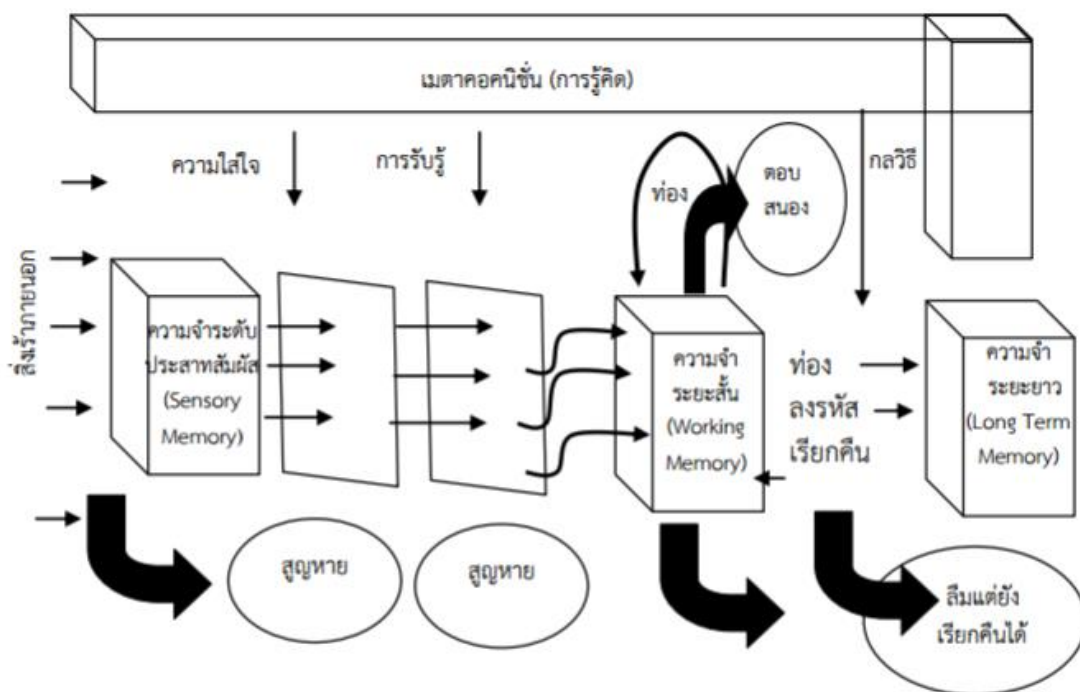 เมตาคอคนิชั่น (การรู้คิด)
ความใส่ใจ
การรับรู้
ท่อง
ตอบ
สนอง
กลวิธี
สิ่งเร้าภายนอก
ความจำระดับ
ประสาทสัมผัส
(Sensory
Memory)
ความจำ
ระยะสั้น
(Working
Memory)
ท่อง
ลงรหัส
เรียกคืน
ความจำ
ระยะยาว
(Long Term
Memory)
สูญหาย
สูญหาย
ลืมแต่ยัง
เรียกคืนได้